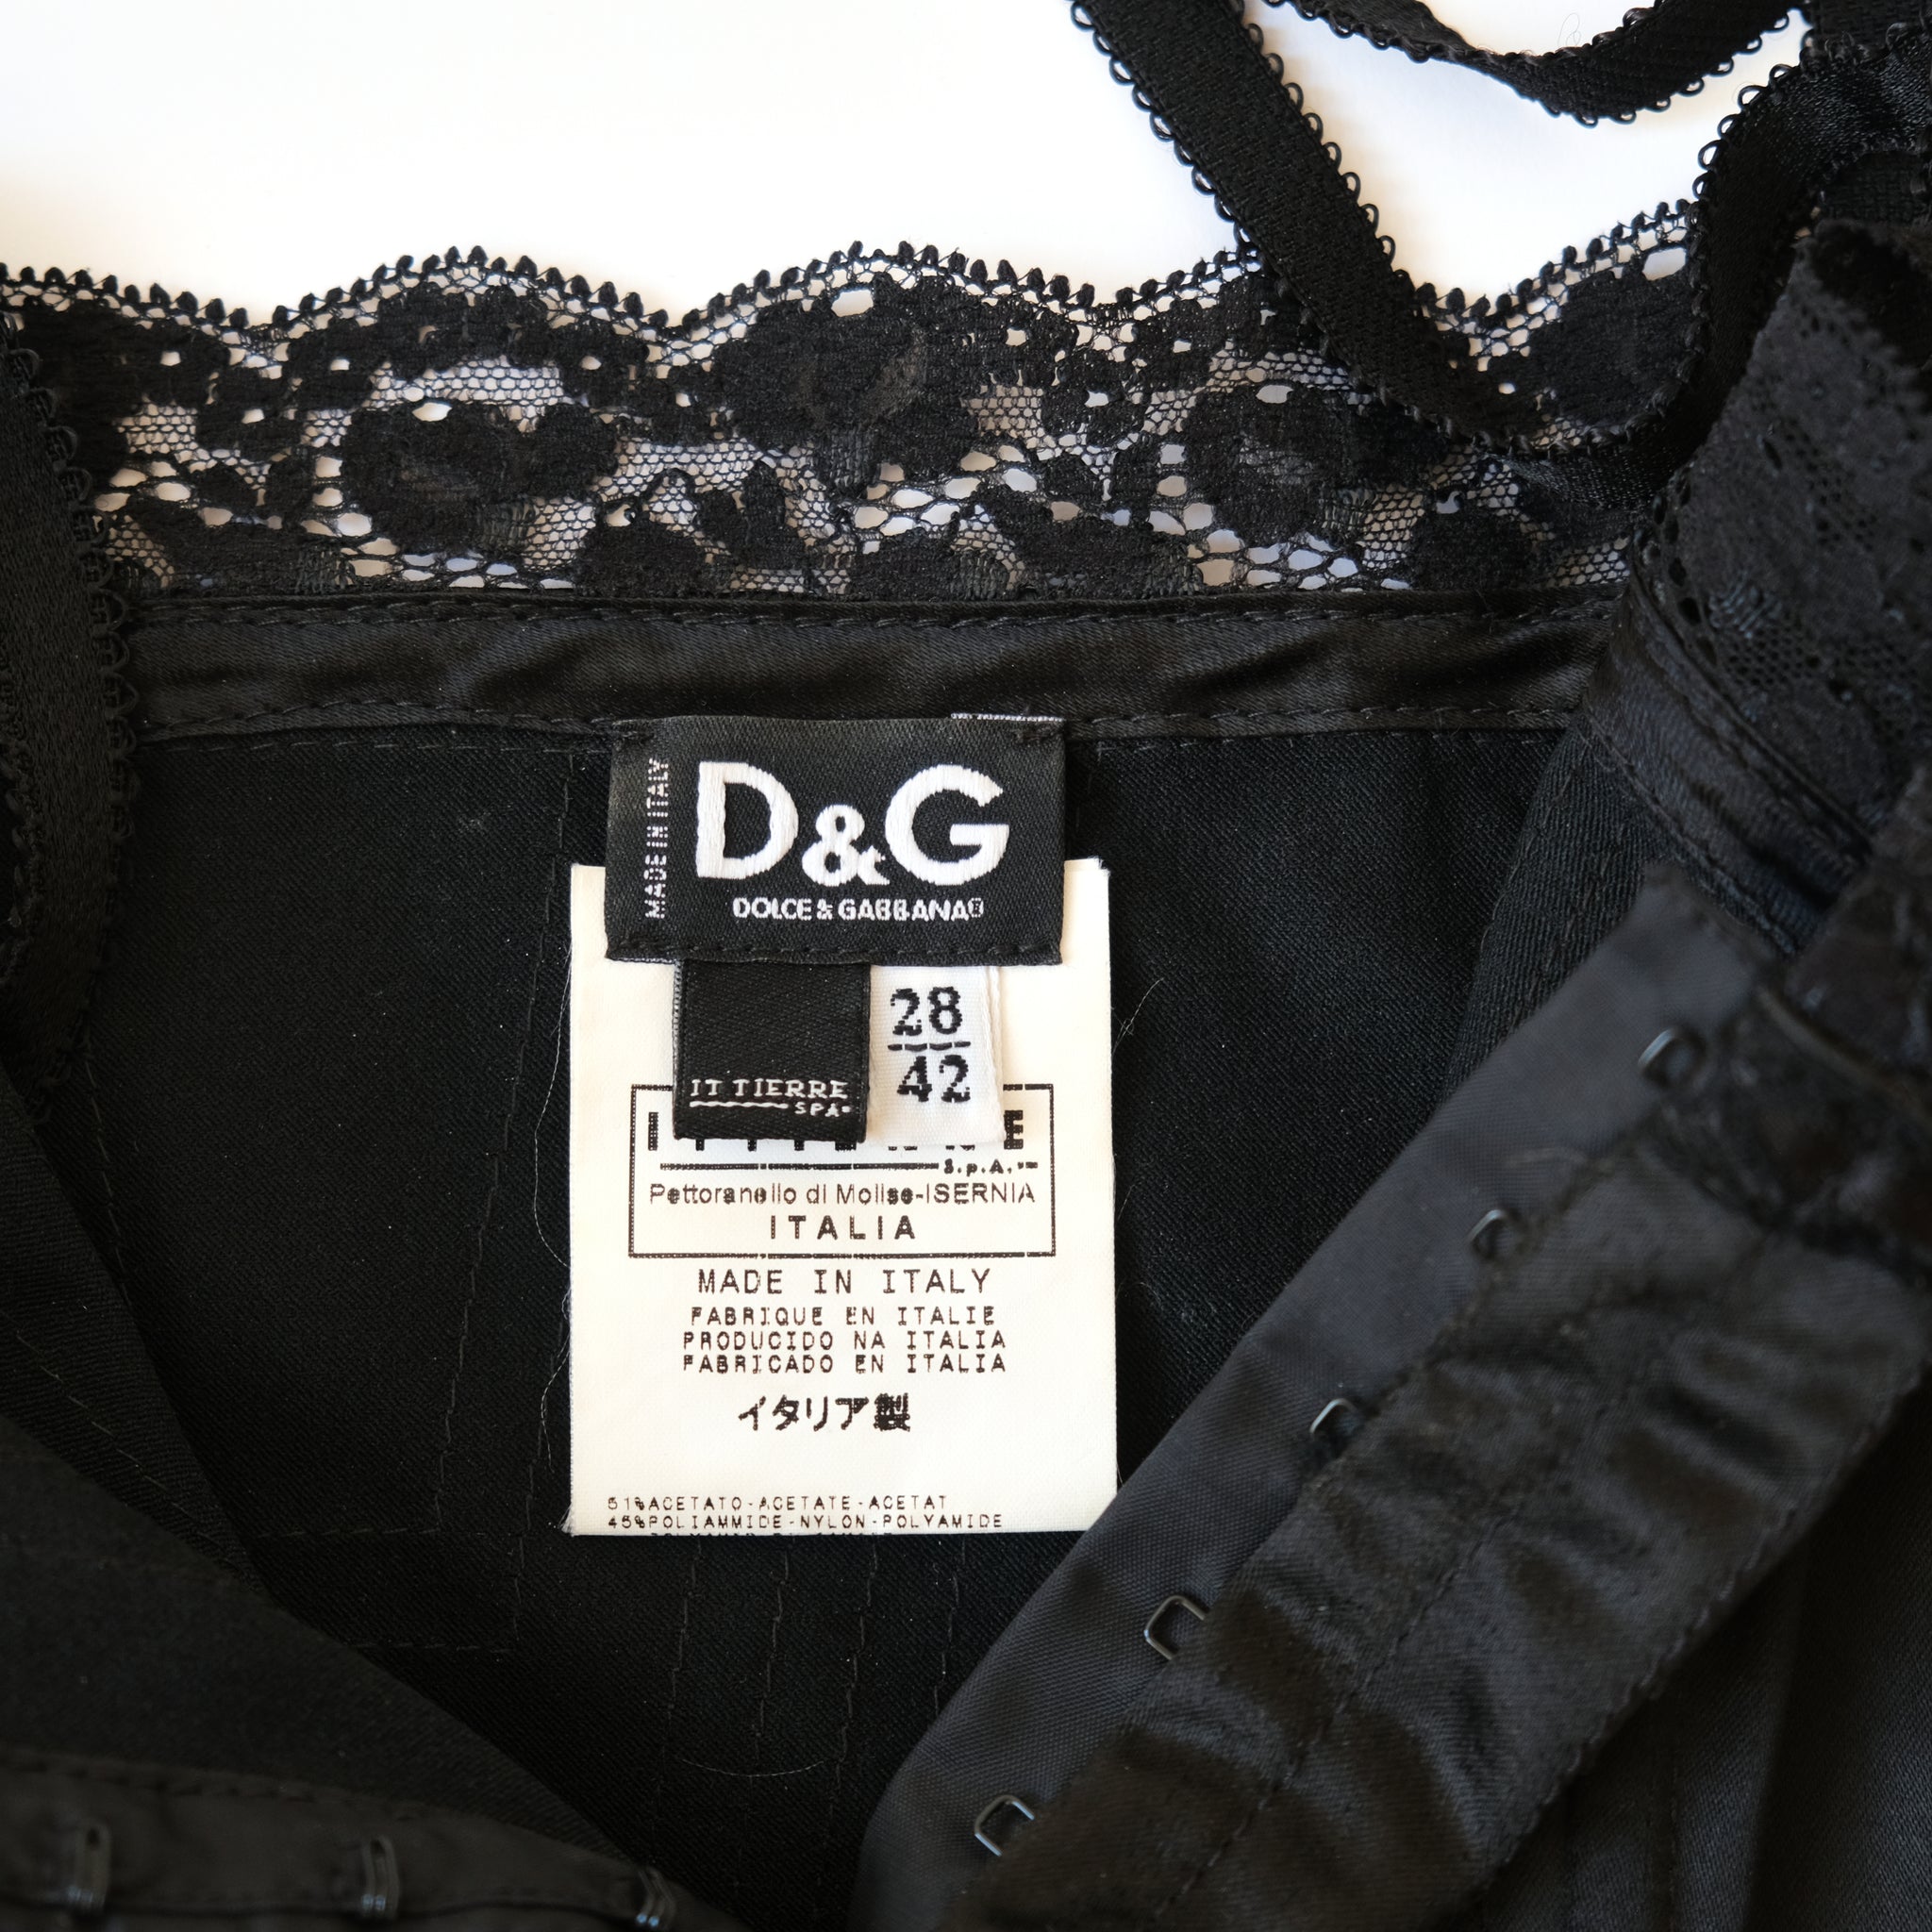 MADE IN ITALY
D&G
DOLCE & GABBANA®
28
42
IT TIERRE
SPA
S.p.A.
Pettoranello di Molise-ISERNIA
ITALIA
MADE IN ITALY
FABRIQUE EN ITALIE
PRODUCIDO NA ITALIA
FABRICADO EN ITALIA
イタリア製
51%ACETATO-ACETATE-ACETAT
45%POLIAMMIDE-NYLON-POLYAMIDE